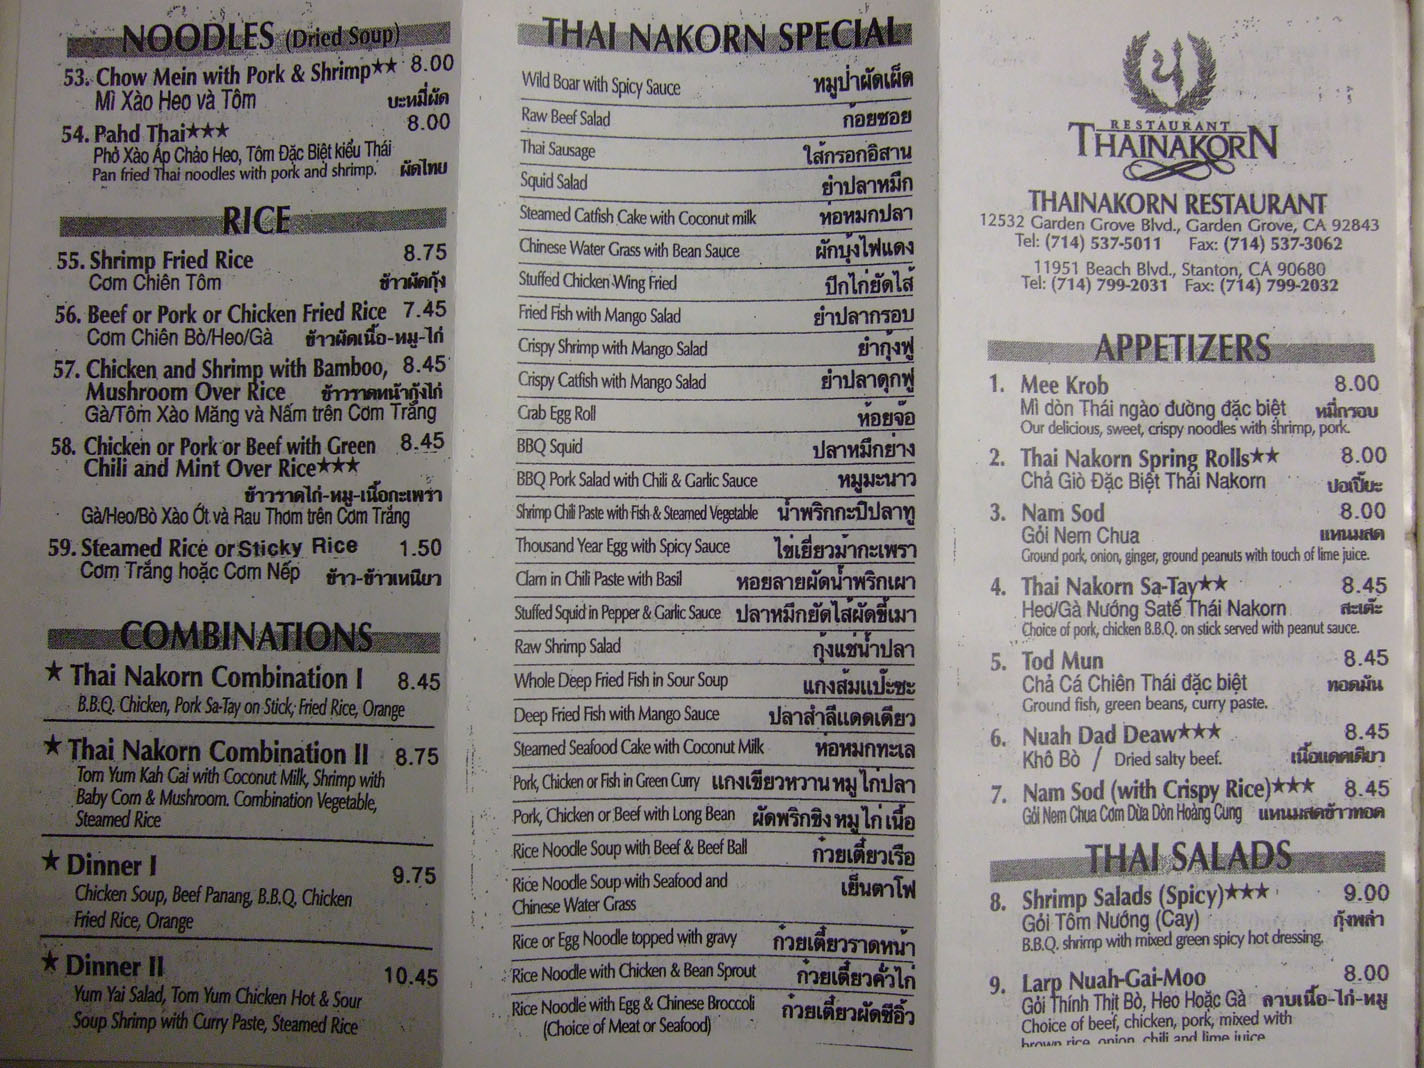 NOODLES (Dried Soup)
53. Chow Mein with Pork & Shrimp★★ 8.00
Mì Xào Heo và Tôm บะหมี่ผัด
54. Pahd Thai★★★ 8.00
Phở Xào Áp Chảo Heo, Tôm Đặc Biệt kiểu Thái
Pan fried Thai noodles with pork and shrimp. ผัดไทย
RICE
55. Shrimp Fried Rice 8.75
Cơm Chiên Tôm ข้าวผัดกุ้ง
56. Beef or Pork or Chicken Fried Rice 7.45
Cơm Chiên Bò/Heo/Gà ข้าวผัดเนื้อ-หมู-ไก่
57. Chicken and Shrimp with Bamboo, 8.45
Mushroom Over Rice ข้าวราดหน้ากุ้งไก่
Gà/Tôm Xào Măng và Nấm trên Cơm Trắng
58. Chicken or Pork or Beef with Green 8.45
Chili and Mint Over Rice★★★
ข้าวราดไก่-หมู-เนื้อกะเพรา
Gà/Heo/Bò Xào Ớt và Rau Thơm trên Cơm Trắng
59. Steamed Rice or Sticky Rice 1.50
Cơm Trắng hoặc Cơm Nếp ข้าว-ข้าวเหนียว
COMBINATIONS
★ Thai Nakorn Combination I 8.45
B.B.Q. Chicken, Pork Sa-Tay on Stick, Fried Rice, Orange
★ Thai Nakorn Combination II 8.75
Tom Yum Kah Gai with Coconut Milk, Shrimp with
Baby Corn & Mushroom. Combination Vegetable,
Steamed Rice
★ Dinner I 9.75
Chicken Soup, Beef Panang, B.B.Q. Chicken
Fried Rice, Orange
★ Dinner II 10.45
Yum Yai Salad, Tom Yum Chicken Hot & Sour
Soup Shrimp with Curry Paste, Steamed Rice
THAI NAKORN SPECIAL
Wild Boar with Spicy Sauce หมูป่าผัดเผ็ด
Raw Beef Salad ก้อยซอย
Thai Sausage ไส้กรอกอิสาน
Squid Salad ยำปลาหมึก
Steamed Catfish Cake with Coconut milk ห่อหมกปลา
Chinese Water Grass with Bean Sauce ผักบุ้งไฟแดง
Stuffed Chicken Wing Fried ปีกไก่ยัดไส้
Fried Fish with Mango Salad ยำปลากรอบ
Crispy Shrimp with Mango Salad ยำกุ้งฟู
Crispy Catfish with Mango Salad ยำปลาดุกฟู
Crab Egg Roll ห้อยจ๊อ
BBQ Squid ปลาหมึกย่าง
BBQ Pork Salad with Chili & Garlic Sauce หมูมะนาว
Shrimp Chili Paste with Fish & Steamed Vegetable น้ำพริกกะปิปลาทู
Thousand Year Egg with Spicy Sauce ไข่เยี่ยวม้ากะเพรา
Clam in Chili Paste with Basil หอยลายผัดน้ำพริกเผา
Stuffed Squid in Pepper & Garlic Sauce ปลาหมึกยัดไส้ผัดขี้เมา
Raw Shrimp Salad กุ้งแช่น้ำปลา
Whole Deep Fried Fish in Sour Soup แกงส้มแป๊ะซะ
Deep Fried Fish with Mango Sauce ปลาสำลีแดดเดียว
Steamed Seafood Cake with Coconut Milk ห่อหมกทะเล
Pork, Chicken or Fish in Green Curry แกงเขียวหวาน หมู ไก่ ปลา
Pork, Chicken or Beef with Long Bean ผัดพริกขิง หมู ไก่ เนื้อ
Rice Noodle Soup with Beef & Beef Ball ก๋วยเตี๋ยวเรือ
Rice Noodle Soup with Seafood and เย็นตาโฟ
Chinese Water Grass
Rice or Egg Noodle topped with gravy ก๋วยเตี๋ยวราดหน้า
Rice Noodle with Chicken & Bean Sprout ก๋วยเตี๋ยวคั่วไก่
Rice Noodle with Egg & Chinese Broccoli ก๋วยเตี๋ยวผัดซีอิ๊ว
(Choice of Meat or Seafood)
RESTAURANT
THAINAKORN
THAINAKORN RESTAURANT
12532 Garden Grove Blvd., Garden Grove, CA 92843
Tel: (714) 537-5011 Fax: (714) 537-3062
11951 Beach Blvd., Stanton, CA 90680
Tel: (714) 799-2031 Fax: (714) 799-2032
APPETIZERS
1. Mee Krob 8.00
Mì dòn Thái ngào đường đặc biệt หมี่กรอบ
Our delicious, sweet, crispy noodles with shrimp, pork.
2. Thai Nakorn Spring Rolls★★ 8.00
Chả Giò Đặc Biệt Thái Nakorn ปอเปี๊ยะ
3. Nam Sod 8.00
Gỏi Nem Chua แหนมสด
Ground pork, onion, ginger, ground peanuts with touch of lime juice.
4. Thai Nakorn Sa-Tay★★ 8.45
Heo/Gà Nướng Satế Thái Nakorn สะเต๊ะ
Choice of pork, chicken B.B.Q. on stick served with peanut sauce.
5. Tod Mun 8.45
Chả Cá Chiên Thái đặc biệt ทอดมัน
Ground fish, green beans, curry paste.
6. Nuah Dad Deaw★★★ 8.45
Khô Bò / Dried salty beef. เนื้อแดดเดียว
7. Nam Sod (with Crispy Rice)★★★ 8.45
Gỏi Nem Chua Cơm Dừa Dòn Hoàng Cung แหนมสดข้าวทอด
THAI SALADS
8. Shrimp Salads (Spicy)★★★ 9.00
Gỏi Tôm Nướng (Cay) กุ้งพล่า
B.B.Q. shrimp with mixed green spicy hot dressing.
9. Larp Nuah-Gai-Moo 8.00
Gỏi Thính Thịt Bò, Heo Hoặc Gà ลาบเนื้อ-ไก่-หมู
Choice of beef, chicken, pork, mixed with
brown rice, onion, chili and lime juice